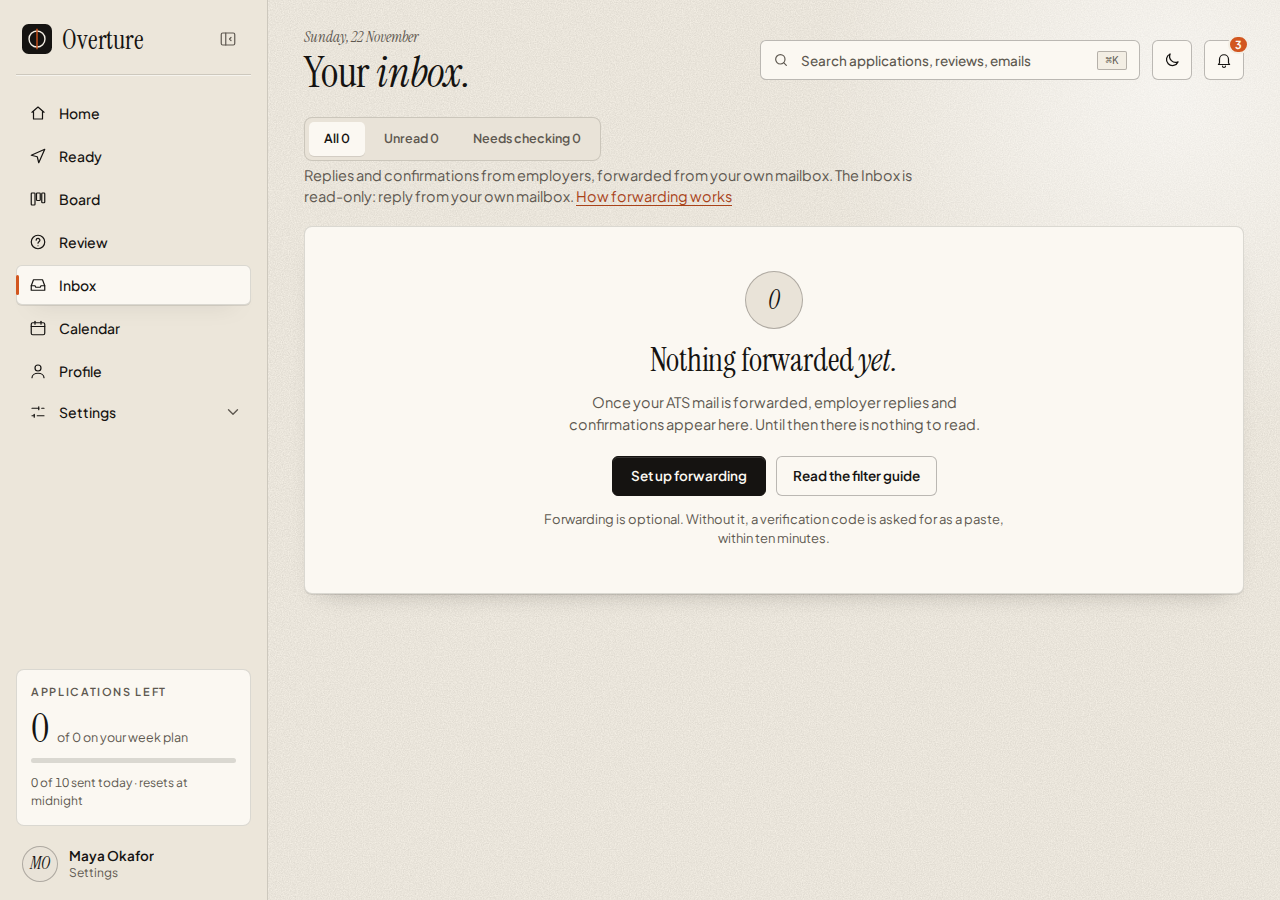 Overture
Home
Ready
Board
Review
Inbox
Calendar
Profile
Settings
APPLICATIONS LEFT
0 of 0 on your week plan
0 of 10 sent today · resets at
midnight
MO
Maya Okafor
Settings
Sunday, 22 November
Your inbox.
Search applications, reviews, emails
⌘K
3
All 0
Unread 0
Needs checking 0
Replies and confirmations from employers, forwarded from your own mailbox. The Inbox is
read-only: reply from your own mailbox. How forwarding works
0
Nothing forwarded yet.
Once your ATS mail is forwarded, employer replies and
confirmations appear here. Until then there is nothing to read.
Set up forwarding
Read the filter guide
Forwarding is optional. Without it, a verification code is asked for as a paste,
within ten minutes.